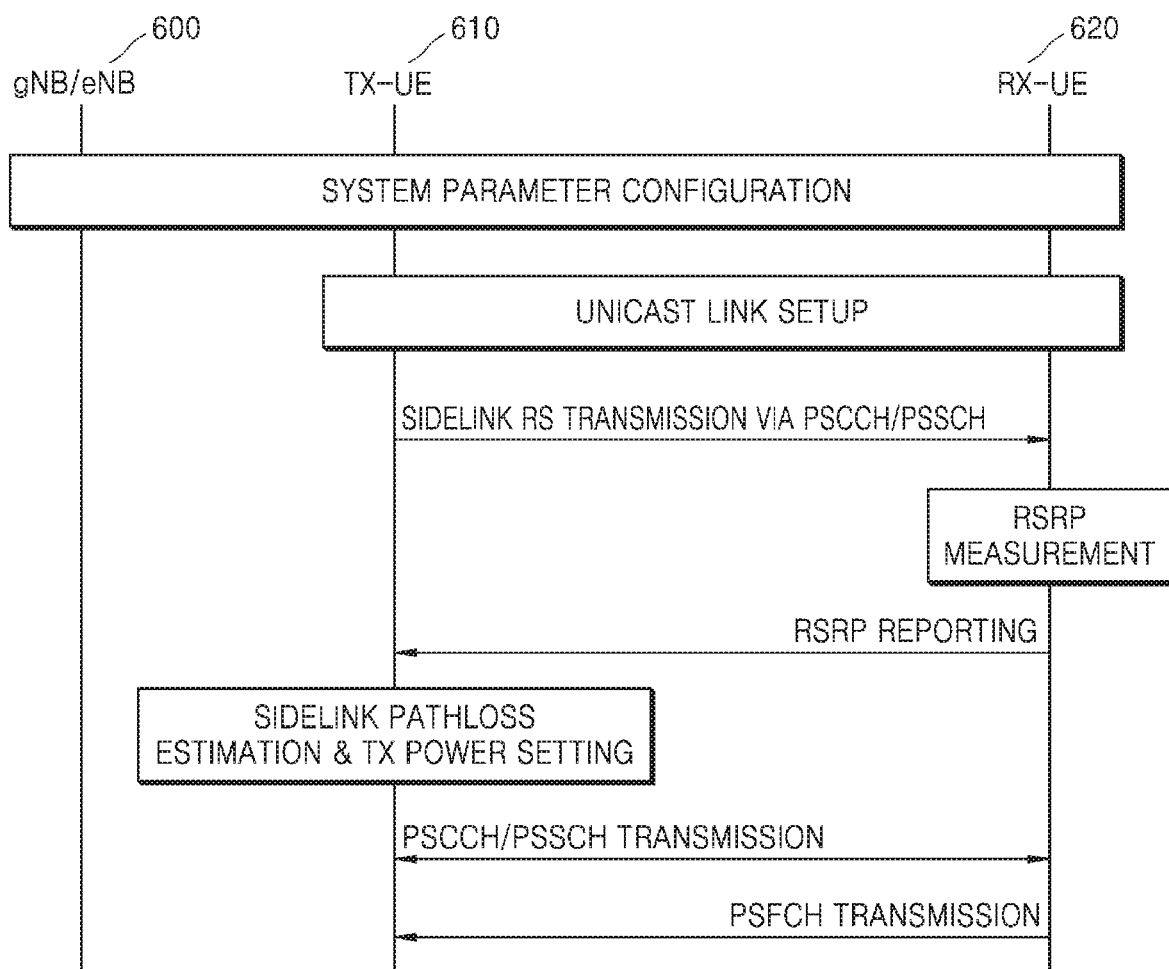 600
610
620
gNB/eNB
TX-UE
RX-UE
SYSTEM PARAMETER CONFIGURATION
UNICAST LINK SETUP
SIDELINK RS TRANSMISSION VIA PSCCH/PSSCH
RSRP
MEASUREMENT
RSRP REPORTING
SIDELINK PATHLOSS
ESTIMATION & TX POWER SETTING
PSCCH/PSSCH TRANSMISSION
PSFCH TRANSMISSION